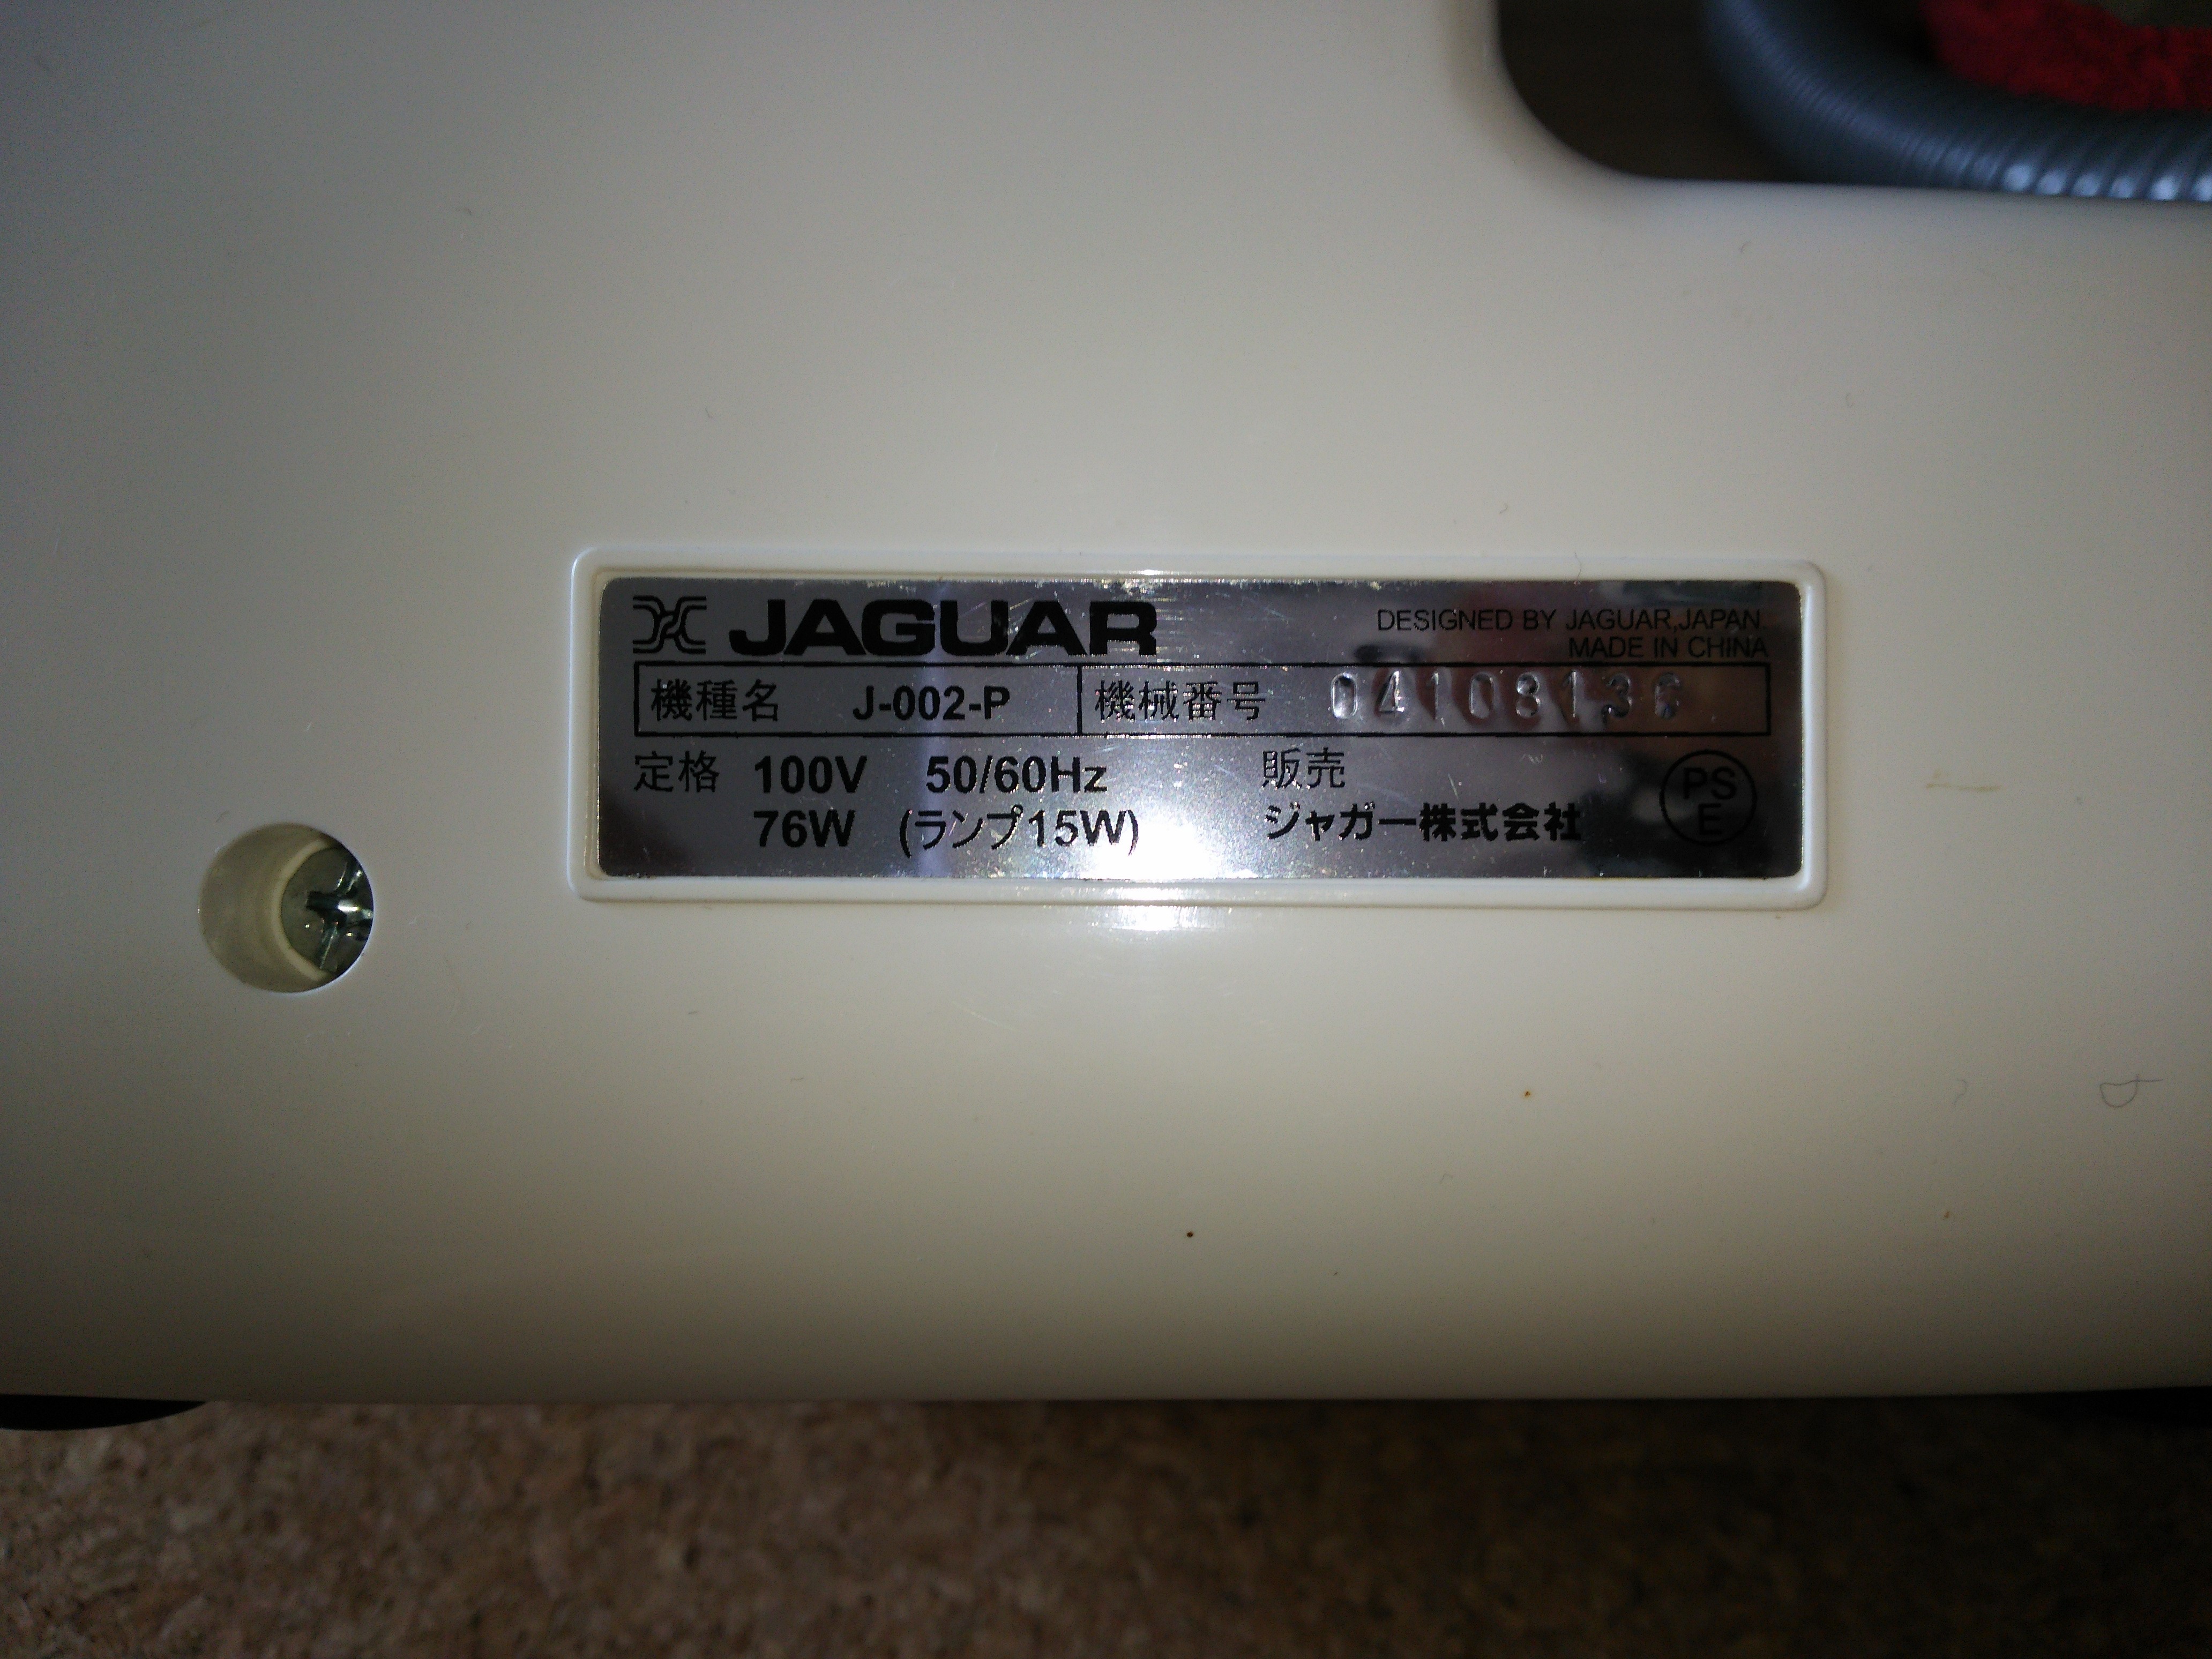 JAGUAR
DESIGNED BY JAGUAR,JAPAN.
MADE IN CHINA
機種名 J-002-P 機械番号 04108136
定格 100V 50/60Hz
76W (ランプ15W)
販売
ジャガー株式会社
PS
E